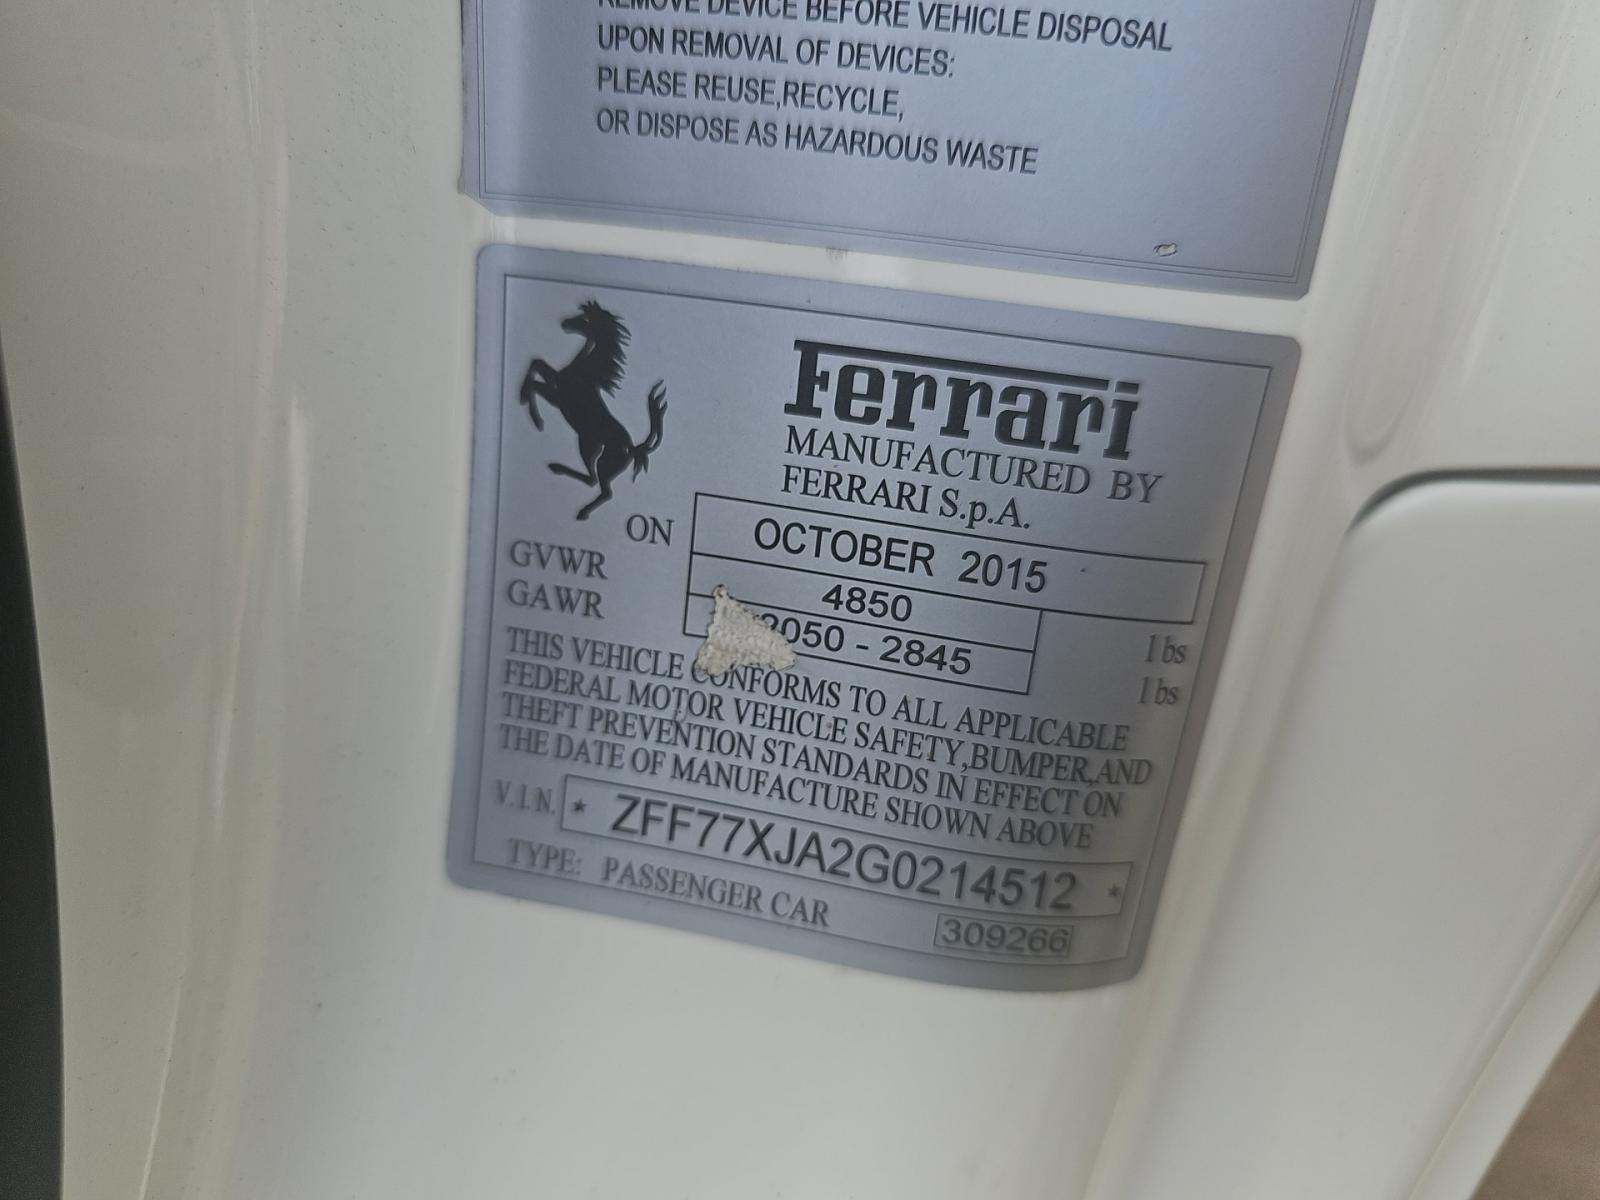 REMOVE DEVICE BEFORE VEHICLE DISPOSAL
UPON REMOVAL OF DEVICES:
PLEASE REUSE,RECYCLE,
OR DISPOSE AS HAZARDOUS WASTE
Ferrari
MANUFACTURED BY
FERRARI S.p.A.
ON OCTOBER 2015
GVWR 4850 lbs
GAWR 2050 - 2845 lbs
THIS VEHICLE CONFORMS TO ALL APPLICABLE
FEDERAL MOTOR VEHICLE SAFETY,BUMPER,AND
THEFT PREVENTION STANDARDS IN EFFECT ON
THE DATE OF MANUFACTURE SHOWN ABOVE
V.I.N. * ZFF77XJA2G0214512 *
TYPE: PASSENGER CAR 309266